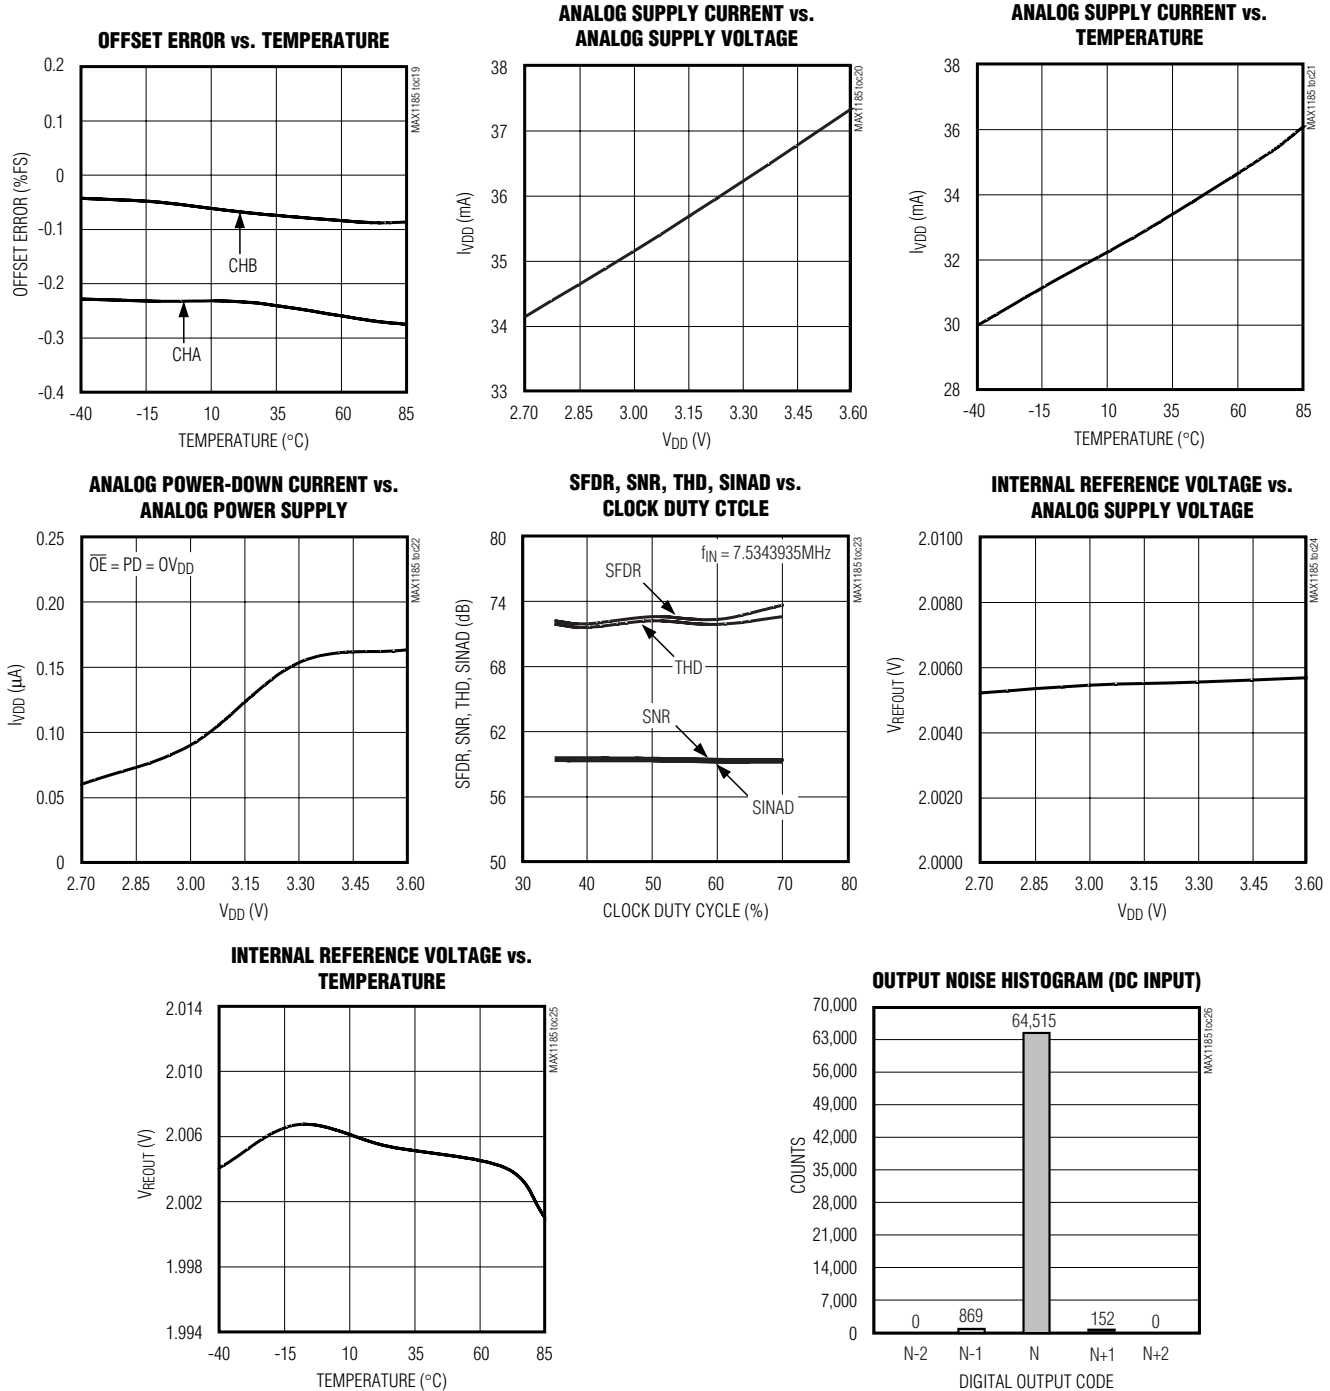 OFFSET ERROR vs. TEMPERATURE
0.2
0.1
0
-0.1
-0.2
-0.3
-0.4
OFFSET ERROR (%FS)
CHB
CHA
-40 -15 10 35 60 85
TEMPERATURE (°C)
MAX1185 toc19
ANALOG SUPPLY CURRENT vs.
ANALOG SUPPLY VOLTAGE
38
37
36
35
34
33
IVDD (mA)
2.70 2.85 3.00 3.15 3.30 3.45 3.60
VDD (V)
MAX1185 toc20
ANALOG SUPPLY CURRENT vs.
TEMPERATURE
38
36
34
32
30
28
IVDD (mA)
-40 -15 10 35 60 85
TEMPERATURE (°C)
MAX1185 toc21
ANALOG POWER-DOWN CURRENT vs.
ANALOG POWER SUPPLY
0.25
0.20
0.15
0.10
0.05
0
IVDD (µA)
OE = PD = OVDD
2.70 2.85 3.00 3.15 3.30 3.45 3.60
VDD (V)
MAX1185 toc22
SFDR, SNR, THD, SINAD vs.
CLOCK DUTY CTCLE
80
74
68
62
56
50
SFDR, SNR, THD, SINAD (dB)
fIN = 7.5343935MHz
SFDR
THD
SNR
SINAD
30 40 50 60 70 80
CLOCK DUTY CYCLE (%)
MAX1185 toc23
INTERNAL REFERENCE VOLTAGE vs.
ANALOG SUPPLY VOLTAGE
2.0100
2.0080
2.0060
2.0040
2.0020
2.0000
VREFOUT (V)
2.70 2.85 3.00 3.15 3.30 3.45 3.60
VDD (V)
MAX1185 toc24
INTERNAL REFERENCE VOLTAGE vs.
TEMPERATURE
2.014
2.010
2.006
2.002
1.998
1.994
VREOUT (V)
-40 -15 10 35 60 85
TEMPERATURE (°C)
MAX1185 toc25
OUTPUT NOISE HISTOGRAM (DC INPUT)
70,000
63,000
56,000
49,000
42,000
35,000
28,000
21,000
14,000
7,000
0
COUNTS
64,515
0 869 152 0
N-2 N-1 N N+1 N+2
DIGITAL OUTPUT CODE
MAX1185 toc26